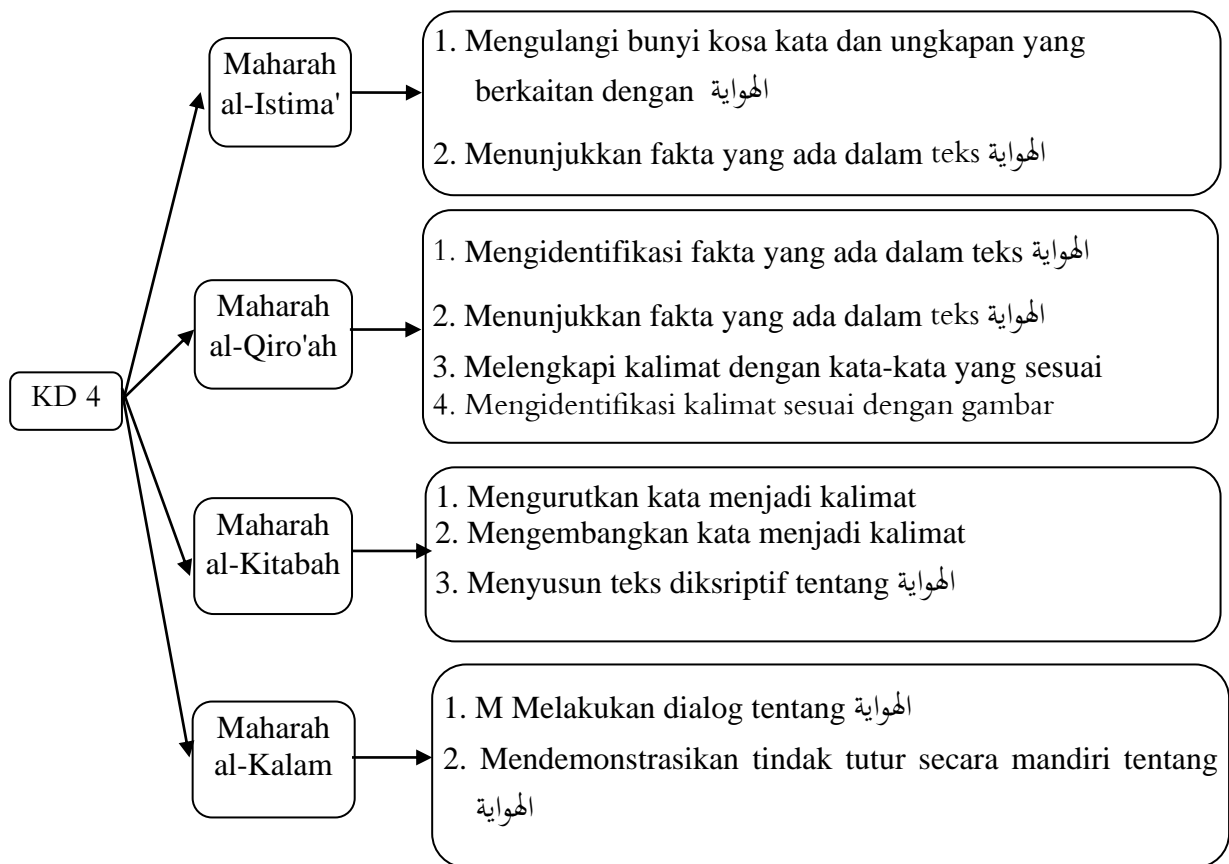 KD 4
Maharah
al-Istima'
1. Mengulangi bunyi kosa kata dan ungkapan yang
berkaitan dengan الهواية
2. Menunjukkan fakta yang ada dalam teks الهواية
Maharah
al-Qiro'ah
1. Mengidentifikasi fakta yang ada dalam teks الهواية
2. Menunjukkan fakta yang ada dalam teks الهواية
3. Melengkapi kalimat dengan kata-kata yang sesuai
4. Mengidentifikasi kalimat sesuai dengan gambar
Maharah
al-Kitabah
1. Mengurutkan kata menjadi kalimat
2. Mengembangkan kata menjadi kalimat
3. Menyusun teks diksriptif tentang الهواية
Maharah
al-Kalam
1. M Melakukan dialog tentang الهواية
2. Mendemonstrasikan tindak tutur secara mandiri tentang
الهواية